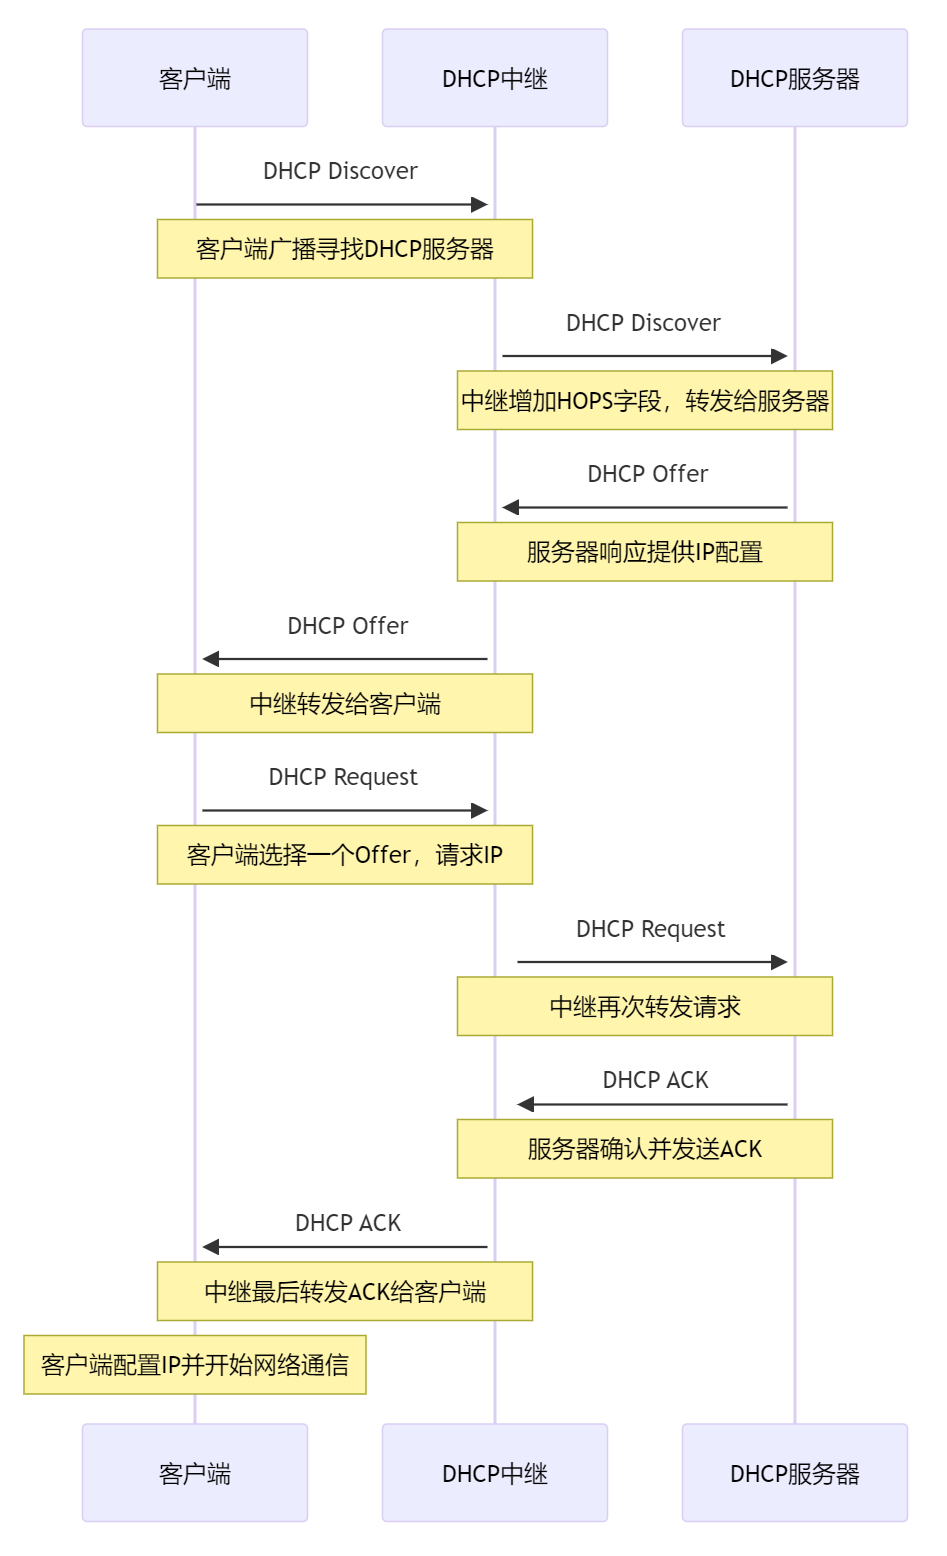 客户端
DHCP中继
DHCP服务器
DHCP Discover
客户端广播寻找DHCP服务器
DHCP Discover
中继增加HOPS字段，转发给服务器
DHCP Offer
服务器响应提供IP配置
DHCP Offer
中继转发给客户端
DHCP Request
客户端选择一个Offer，请求IP
DHCP Request
中继再次转发请求
DHCP ACK
服务器确认并发送ACK
DHCP ACK
中继最后转发ACK给客户端
客户端配置IP并开始网络通信
客户端
DHCP中继
DHCP服务器